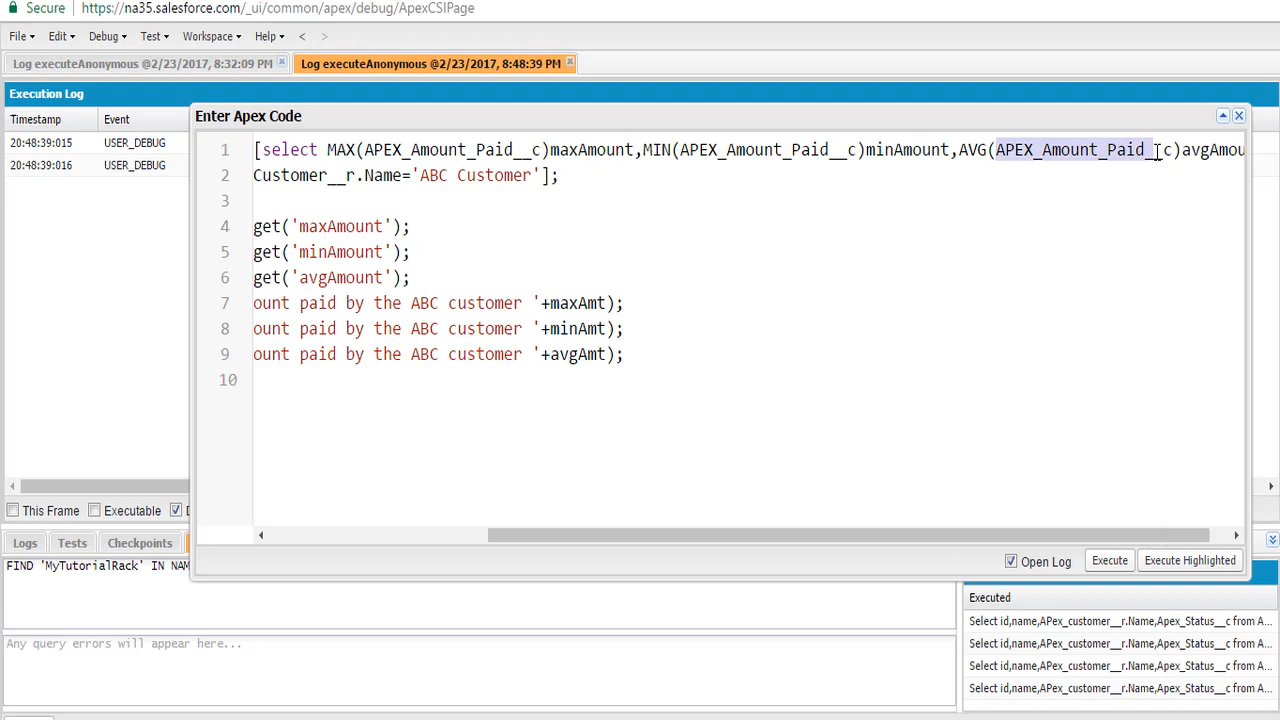 Secure https://na35.salesforce.com/_ui/common/apex/debug/ApexCSIPage
File Edit Debug Test Workspace Help < >
Log executeAnonymous @2/23/2017, 8:32:09 PM Log executeAnonymous @2/23/2017, 8:48:39 PM
Execution Log
Timestamp Event
20:48:39:015 USER_DEBUG
20:48:39:016 USER_DEBUG
Enter Apex Code
1 [select MAX(APEX_Amount_Paid__c)maxAmount,MIN(APEX_Amount_Paid__c)minAmount,AVG(APEX_Amount_Paid__c)avgAmou
2 Customer__r.Name='ABC Customer'];
3
4 get('maxAmount');
5 get('minAmount');
6 get('avgAmount');
7 ount paid by the ABC customer '+maxAmt);
8 ount paid by the ABC customer '+minAmt);
9 ount paid by the ABC customer '+avgAmt);
10
Open Log Execute Execute Highlighted
This Frame Executable
Logs Tests Checkpoints
FIND 'MyTutorialRack' IN NAM
Any query errors will appear here...
Executed
Select id,name,APex_customer__r.Name,Apex_Status__c from A...
Select id,name,APex_customer__r.Name,Apex_Status__c from A...
Select id,name,APex_customer__r.Name,Apex_Status__c from A...
Select id,name,APex_customer__r.Name,Apex_Status__c from A...